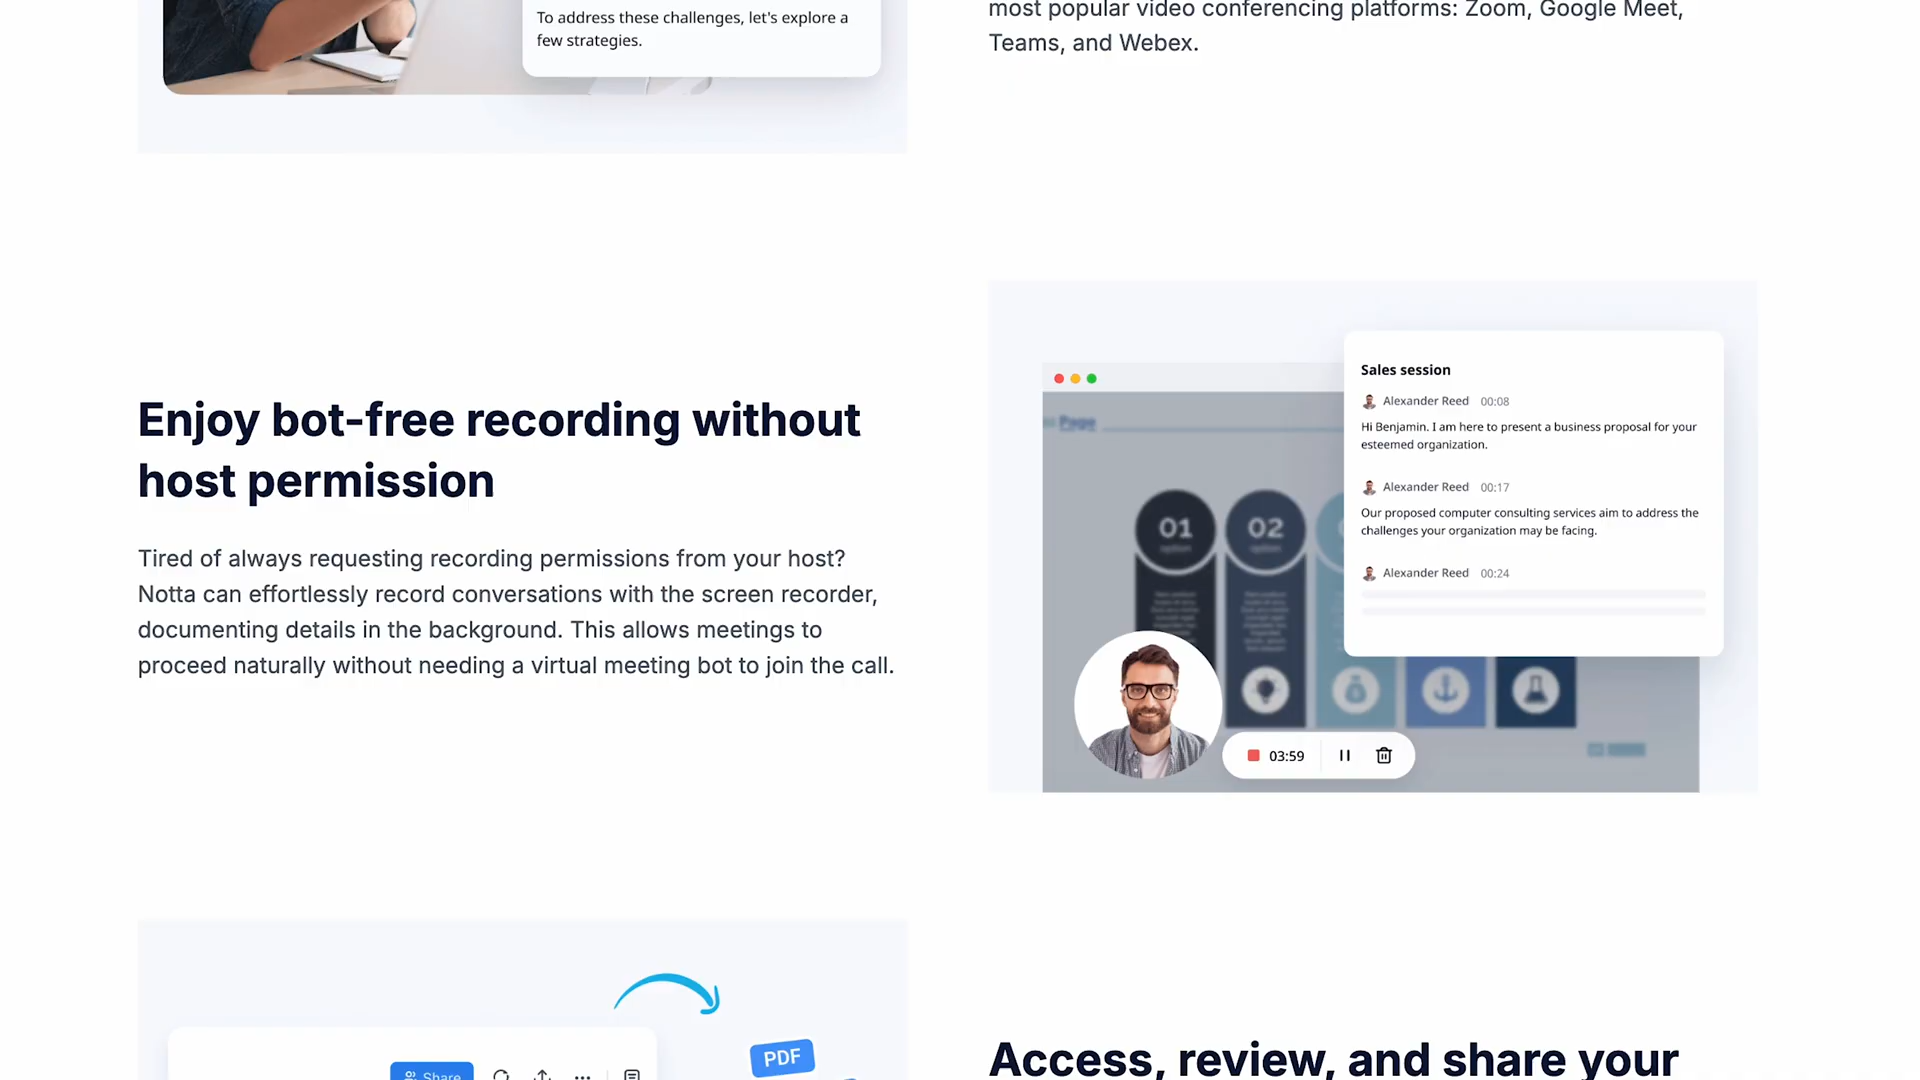 To address these challenges, let's explore a
few strategies.
most popular video conferencing platforms: Zoom, Google Meet,
Teams, and Webex.
Enjoy bot-free recording without
host permission
Tired of always requesting recording permissions from your host?
Notta can effortlessly record conversations with the screen recorder,
documenting details in the background. This allows meetings to
proceed naturally without needing a virtual meeting bot to join the call.
Page
01
option
02
option
Sales session
Alexander Reed 00:08
Hi Benjamin. I am here to present a business proposal for your
esteemed organization.
Alexander Reed 00:17
Our proposed computer consulting services aim to address the
challenges your organization may be facing.
Alexander Reed 00:24
03:59
Share
PDF
Access, review, and share your